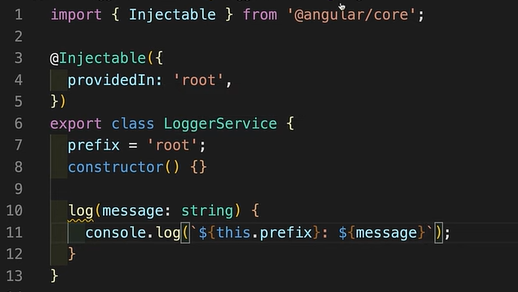 1 import { Injectable } from '@angular/core';
2
3 @Injectable({
4 providedIn: 'root',
5 })
6 export class LoggerService {
7 prefix = 'root';
8 constructor() {}
9
10 log(message: string) {
11 console.log(`${this.prefix}: ${message}`);
12 }
13 }